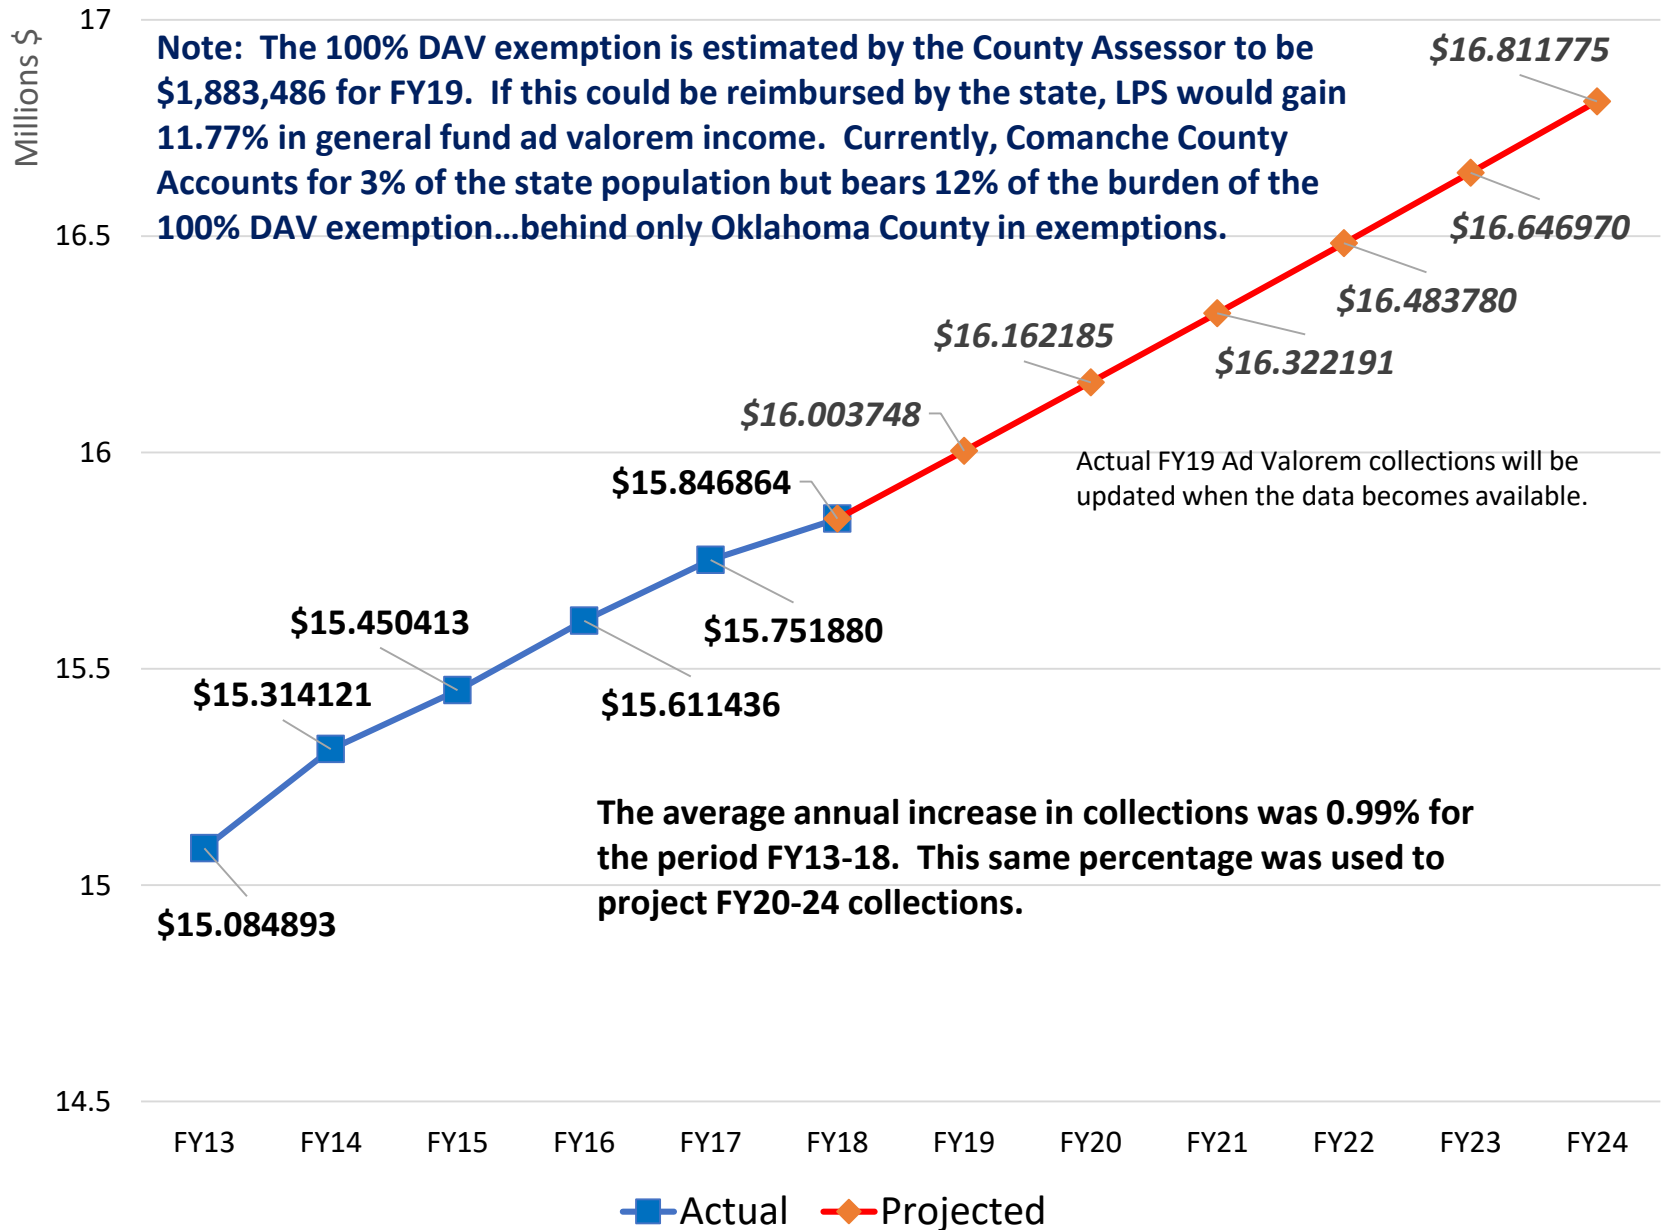 Millions $
17
16.5
16
15.5
15
14.5
Note:  The 100% DAV exemption is estimated by the County Assessor to be
$1,883,486 for FY19.  If this could be reimbursed by the state, LPS would gain
11.77% in general fund ad valorem income.  Currently, Comanche County
Accounts for 3% of the state population but bears 12% of the burden of the
100% DAV exemption…behind only Oklahoma County in exemptions.
$16.811775
$16.646970
$16.483780
$16.322191
$16.162185
$16.003748
$15.846864
$15.751880
$15.611436
$15.450413
$15.314121
$15.084893
Actual FY19 Ad Valorem collections will be
updated when the data becomes available.
The average annual increase in collections was 0.99% for
the period FY13-18.  This same percentage was used to
project FY20-24 collections.
FY13 FY14 FY15 FY16 FY17 FY18 FY19 FY20 FY21 FY22 FY23 FY24
Actual Projected